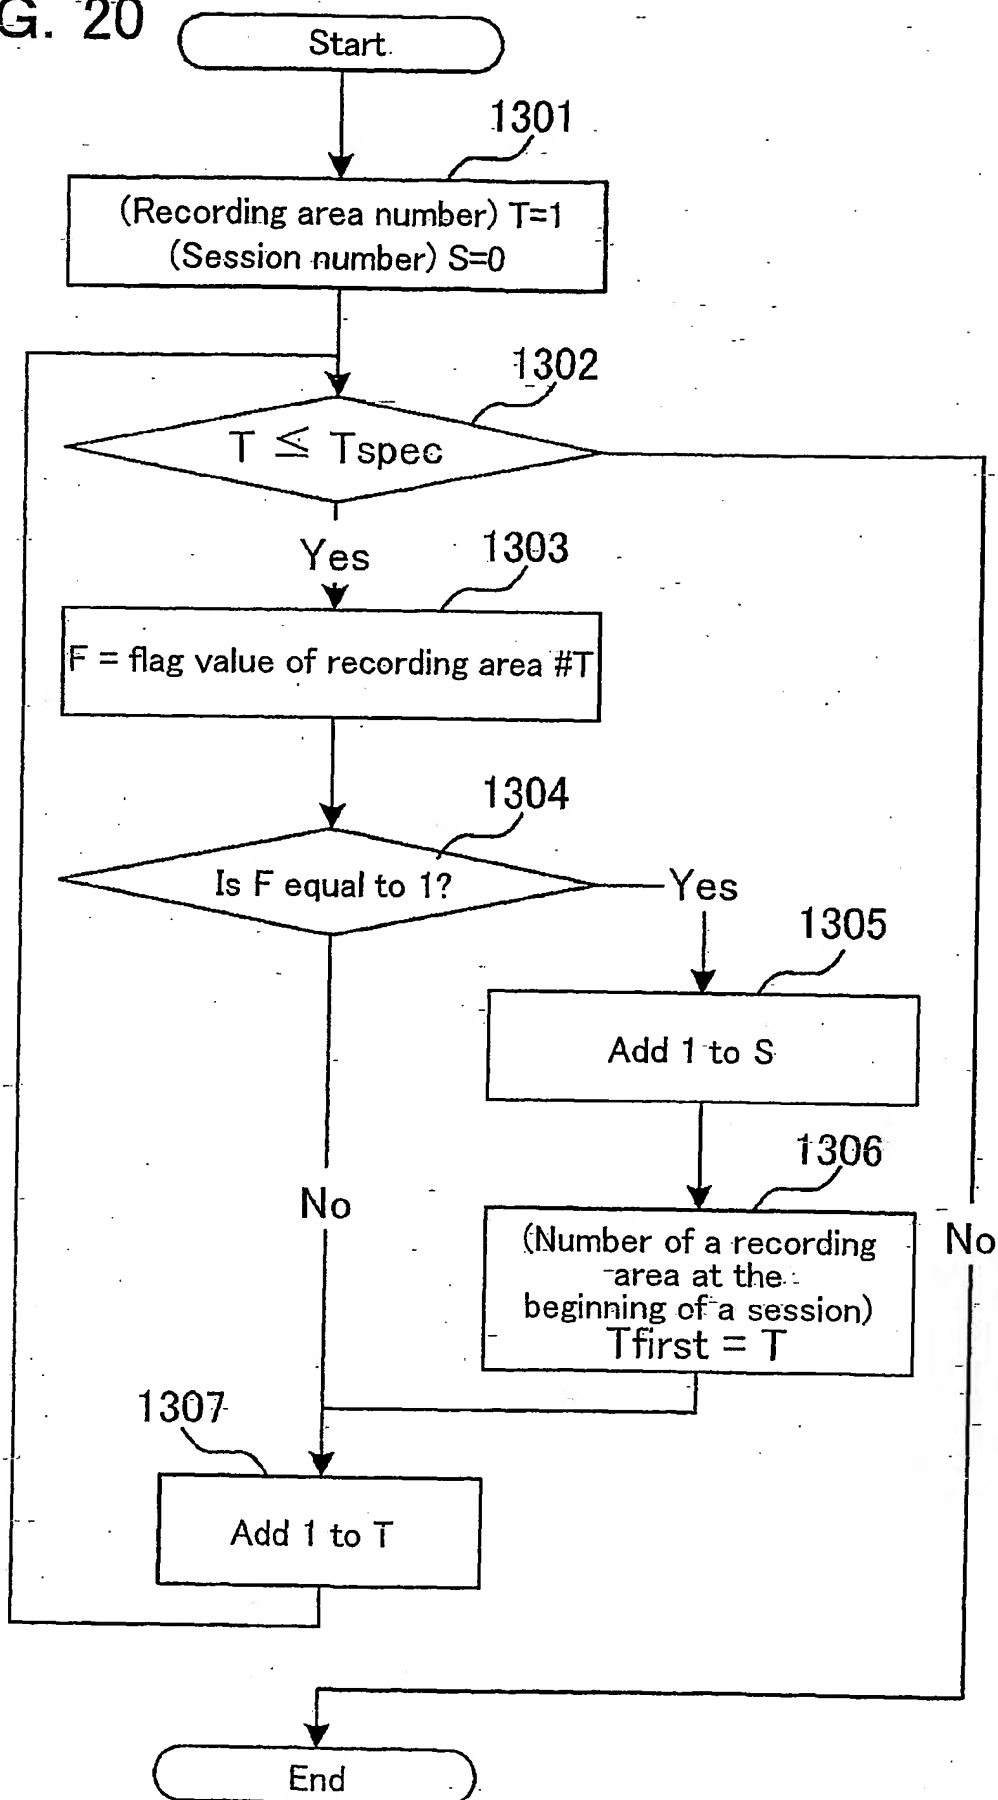 G. 20
Start
1301
(Recording area number) T=1
(Session number) S=0
1302
T ≦ Tspec
Yes
1303
F = flag value of recording area #T
1304
Is F equal to 1?
Yes
1305
Add 1 to S
1306
No
(Number of a recording
area at the
beginning of a session)
Tfirst = T
No
1307
Add 1 to T
End